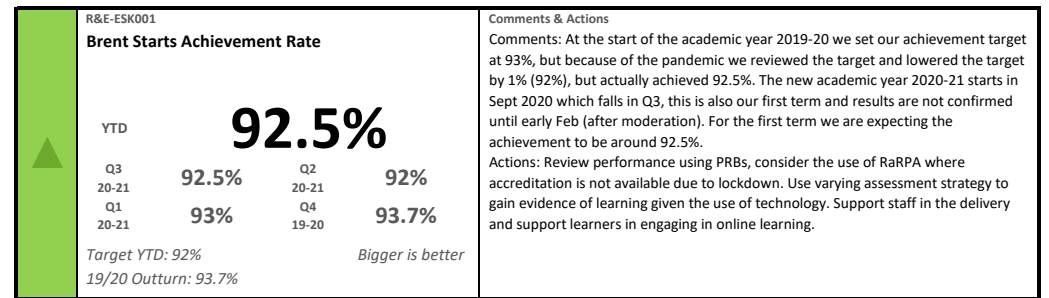 R&E-ESK001
Brent Starts Achievement Rate
YTD 92.5%
Q3 20-21 92.5% Q2 20-21 92%
Q1 20-21 93% Q4 19-20 93.7%
Target YTD: 92% Bigger is better
19/20 Outturn: 93.7%
Comments & Actions
Comments: At the start of the academic year 2019-20 we set our achievement target
at 93%, but because of the pandemic we reviewed the target and lowered the target
by 1% (92%), but actually achieved 92.5%. The new academic year 2020-21 starts in
Sept 2020 which falls in Q3, this is also our first term and results are not confirmed
until early Feb (after moderation). For the first term we are expecting the
achievement to be around 92.5%.
Actions: Review performance using PRBs, consider the use of RaRPA where
accreditation is not available due to lockdown. Use varying assessment strategy to
gain evidence of learning given the use of technology. Support staff in the delivery
and support learners in engaging in online learning.